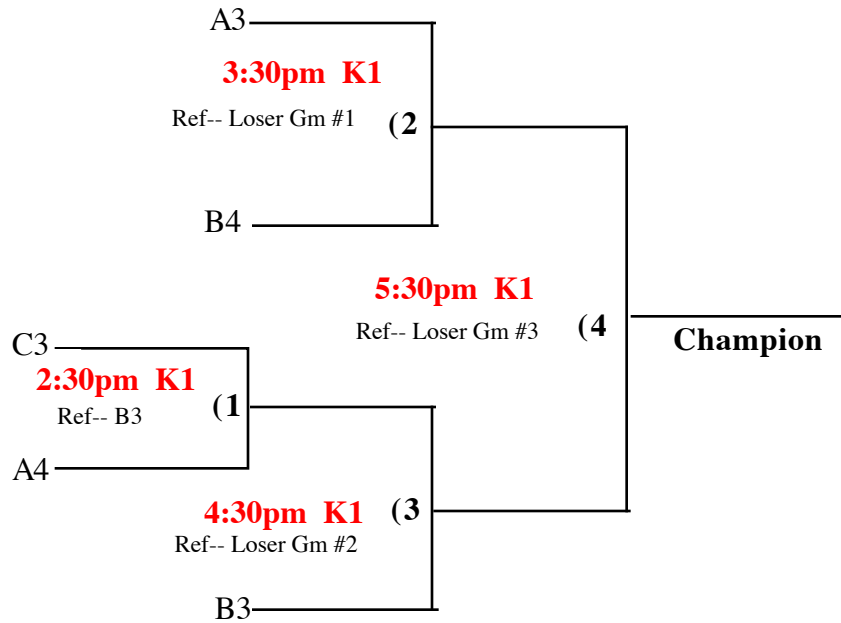 A3
3:30pm K1
Ref-- Loser Gm #1
(2
B4
5:30pm K1
Ref-- Loser Gm #3
(4
Champion
C3
2:30pm K1
Ref-- B3
(1
A4
4:30pm K1
(3
Ref-- Loser Gm #2
B3